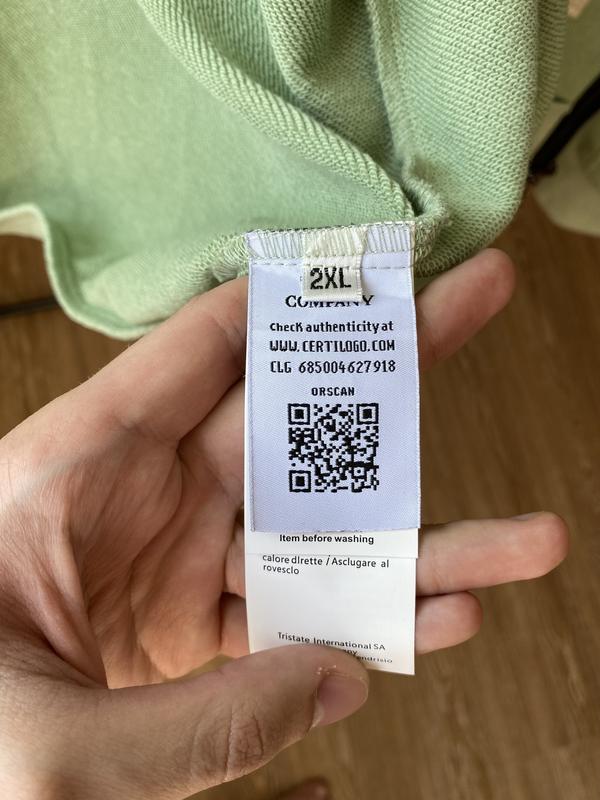 2XL
COMPANY
check authenticity at
WWW.CERTILOGO.COM
CLG 685004627918
ORSCAN
Item before washing
calore dIrette / Asclugare al
rovesclo
Tristate International SA